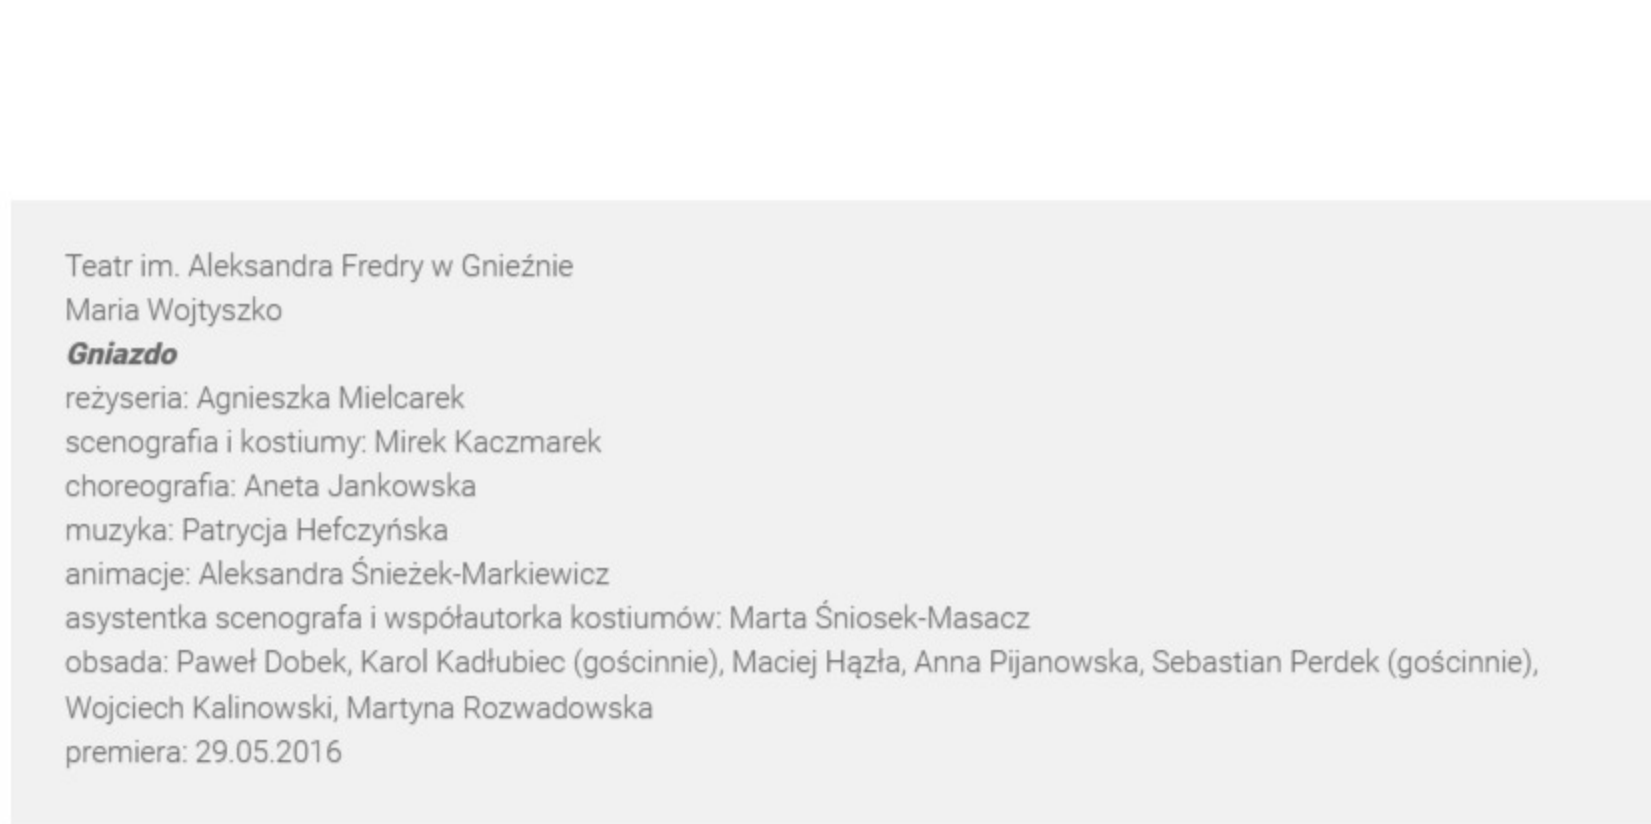 Teatr im. Aleksandra Fredry w Gnieźnie
Maria Wojtyszko
Gniazdo
reżyseria: Agnieszka Mielcarek
scenografia i kostiumy: Mirek Kaczmarek
choreografia: Aneta Jankowska
muzyka: Patrycja Hefczyńska
animacje: Aleksandra Śnieżek-Markiewicz
asystentka scenografa i współautorka kostiumów: Marta Śniosek-Masacz
obsada: Paweł Dobek, Karol Kadłubiec (gościnnie), Maciej Hązła, Anna Pijanowska, Sebastian Perdek (gościnnie),
Wojciech Kalinowski, Martyna Rozwadowska
premiera: 29.05.2016